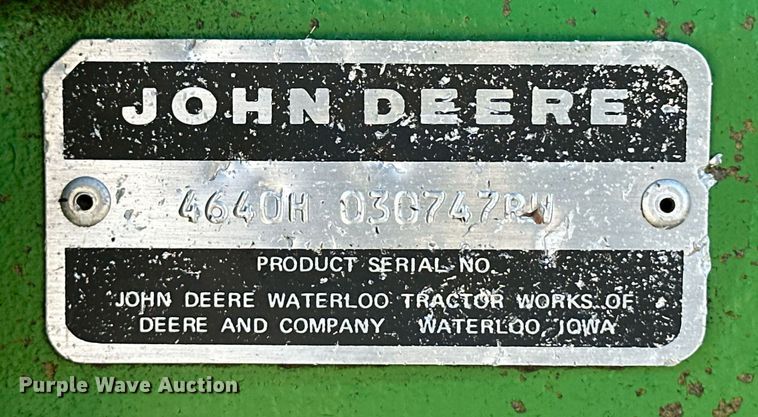 JOHN DEERE
4640H 030747RW
PRODUCT SERIAL NO.
JOHN DEERE WATERLOO TRACTOR WORKS OF
DEERE AND COMPANY WATERLOO, IOWA
Purple Wave Auction